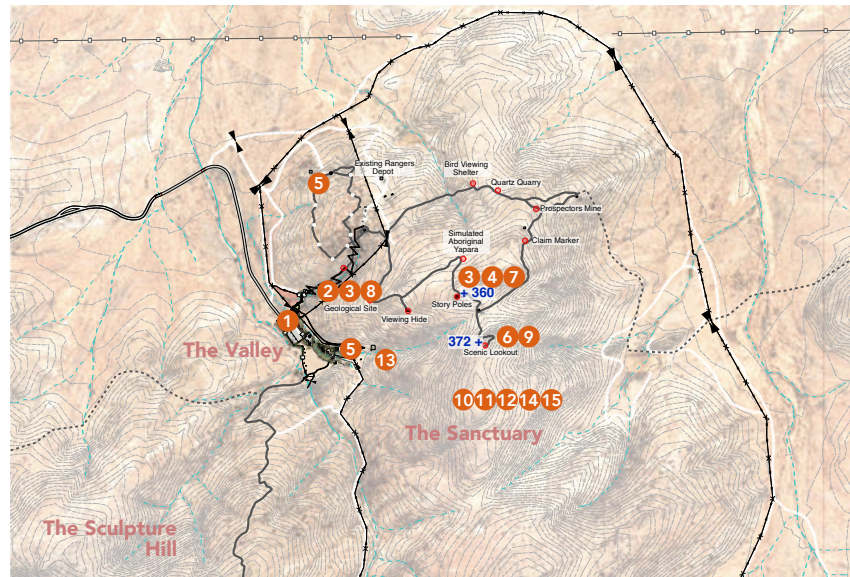 Existing Rangers
Depot
Bird Viewing
Shelter
5
Quartz Quarry
Prospectors Mine
Simulated
Aboriginal
Yapara
Claim Marker
3 4 7
2 3 8
+ 360
Story Poles
Geological Site
Viewing Hide
1
6 9
372 +
Scenic Lookout
The Valley
5
13
10 11 12 14 15
The Sanctuary
The Sculpture
Hill